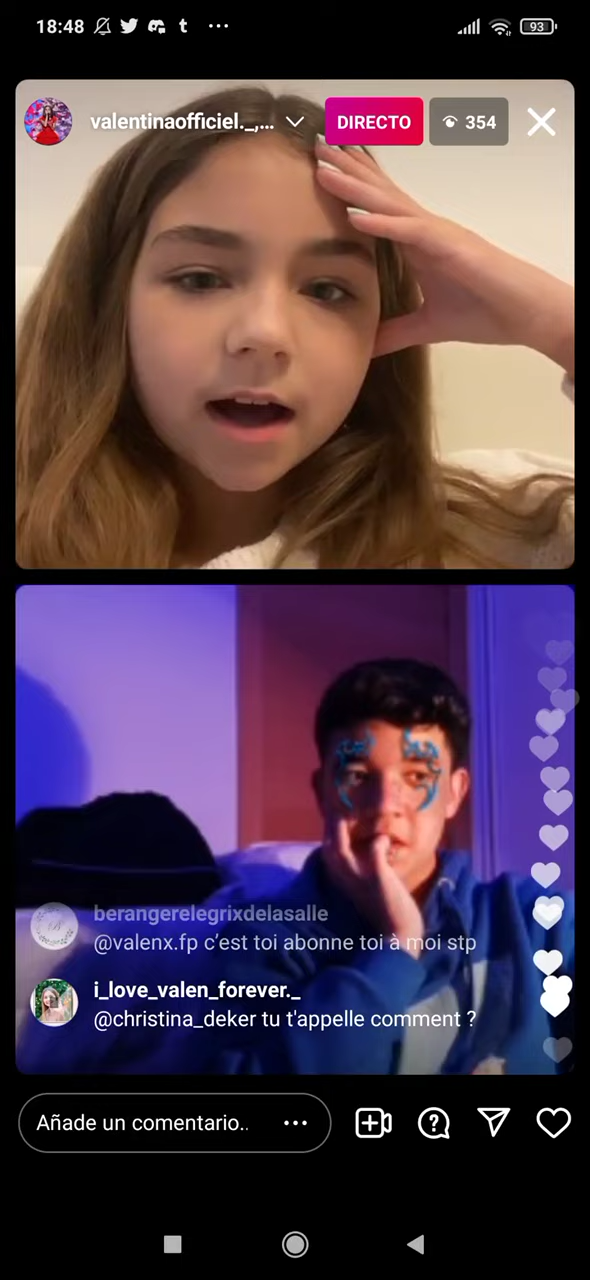 18:48 t ...
93
valentinaofficiel._,...
DIRECTO
354
berangerelegrixdelasalle
@valenx.fp c'est toi abonne toi à moi stp
i_love_valen_forever._
@christina_deker tu t'appelle comment ?
Añade un comentario..